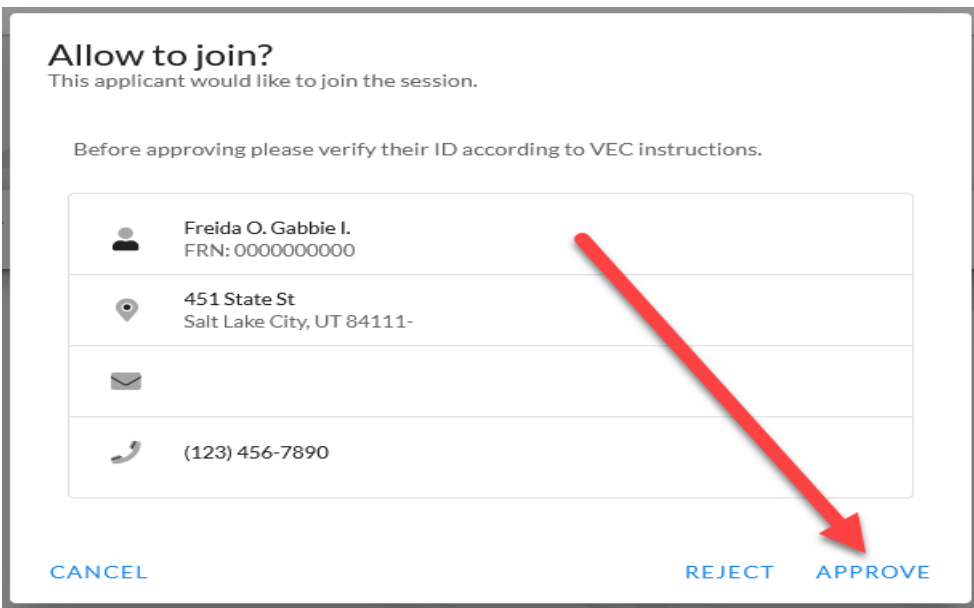 Allow to join?
This applicant would like to join the session.
Before approving please verify their ID according to VEC instructions.
Freida O. Gabbie I.
FRN: 0000000000
451 State St
Salt Lake City, UT 84111-
(123) 456-7890
CANCEL
REJECT
APPROVE